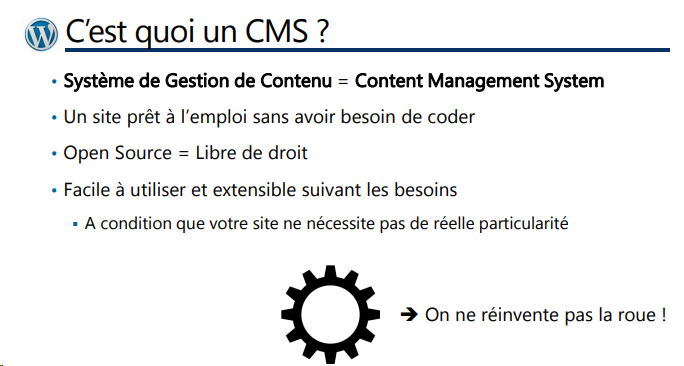 C'est quoi un CMS ?
• Système de Gestion de Contenu = Content Management System
• Un site prêt à l'emploi sans avoir besoin de coder
• Open Source = Libre de droit
• Facile à utiliser et extensible suivant les besoins
▪ A condition que votre site ne nécessite pas de réelle particularité
➔ On ne réinvente pas la roue !